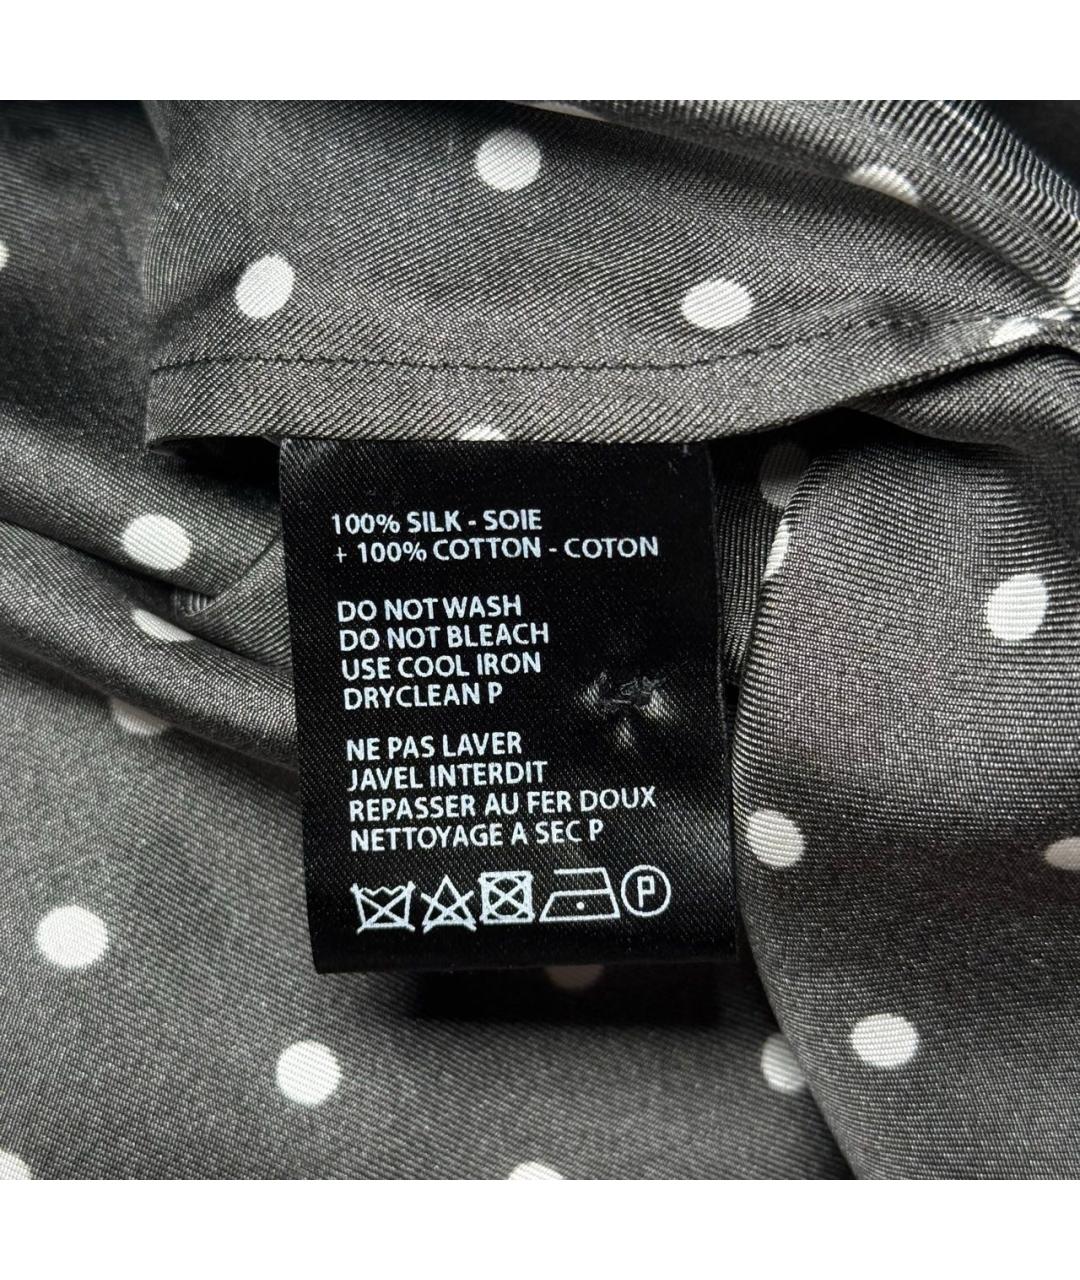 100% SILK - SOIE
+ 100% COTTON - COTON
DO NOT WASH
DO NOT BLEACH
USE COOL IRON
DRYCLEAN P
NE PAS LAVER
JAVEL INTERDIT
REPASSER AU FER DOUX
NETTOYAGE A SEC P
P